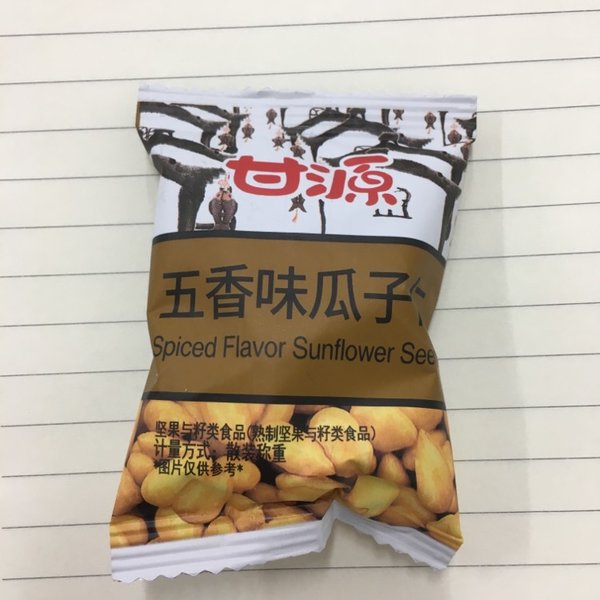 甘源
五香味瓜子
Spiced Flavor Sunflower See
坚果与籽类食品(熟制坚果与籽类食品)
计量方式：散装称重
*图片仅供参考*